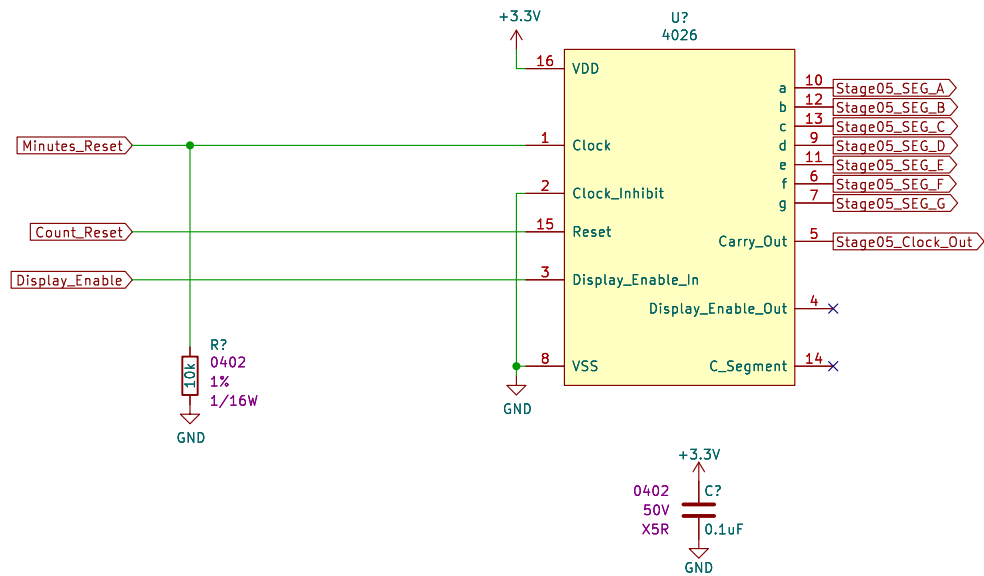 +3.3V
U?
4026
16
VDD
a
10
Stage05_SEG_A
b
12
Stage05_SEG_B
c
13
Stage05_SEG_C
Minutes_Reset
1
Clock
d
9
Stage05_SEG_D
e
11
Stage05_SEG_E
f
6
Stage05_SEG_F
2
Clock_Inhibit
g
7
Stage05_SEG_G
Count_Reset
15
Reset
Carry_Out
5
Stage05_Clock_Out
Display_Enable
3
Display_Enable_In
Display_Enable_Out
4
8
VSS
C_Segment
14
R?
0402
10k
1%
1/16W
GND
GND
+3.3V
0402
C?
50V
X5R
0.1uF
GND